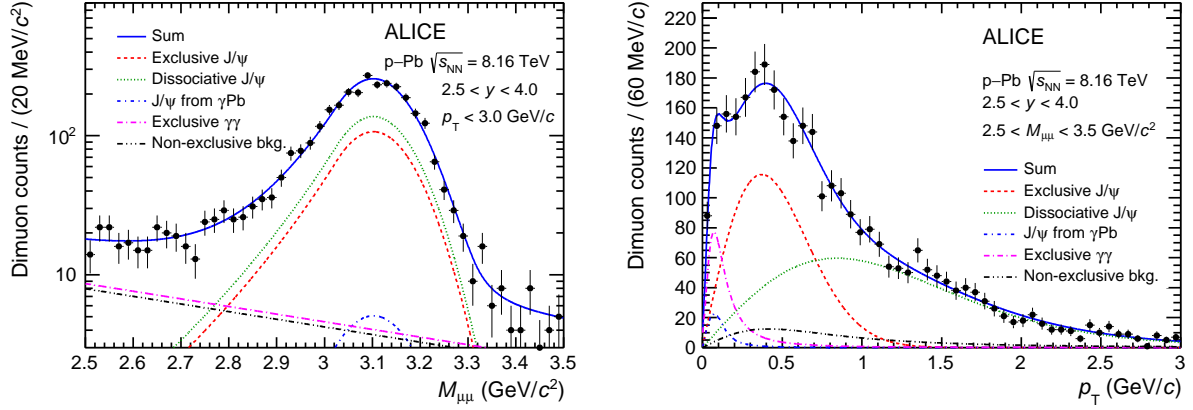 Dimuon counts / (20 MeV/c²)
10²
10
Sum
Exclusive J/ψ
Dissociative J/ψ
J/ψ from γPb
Exclusive γγ
Non-exclusive bkg.
ALICE
p–Pb √sNN = 8.16 TeV
2.5 < y < 4.0
pT < 3.0 GeV/c
2.5 2.6 2.7 2.8 2.9 3 3.1 3.2 3.3 3.4 3.5
Mμμ (GeV/c²)
Dimuon counts / (60 MeV/c)
220
200
180
160
140
120
100
80
60
40
20
0
ALICE
p–Pb √sNN = 8.16 TeV
2.5 < y < 4.0
2.5 < Mμμ < 3.5 GeV/c²
Sum
Exclusive J/ψ
Dissociative J/ψ
J/ψ from γPb
Exclusive γγ
Non-exclusive bkg.
0 0.5 1 1.5 2 2.5 3
pT (GeV/c)